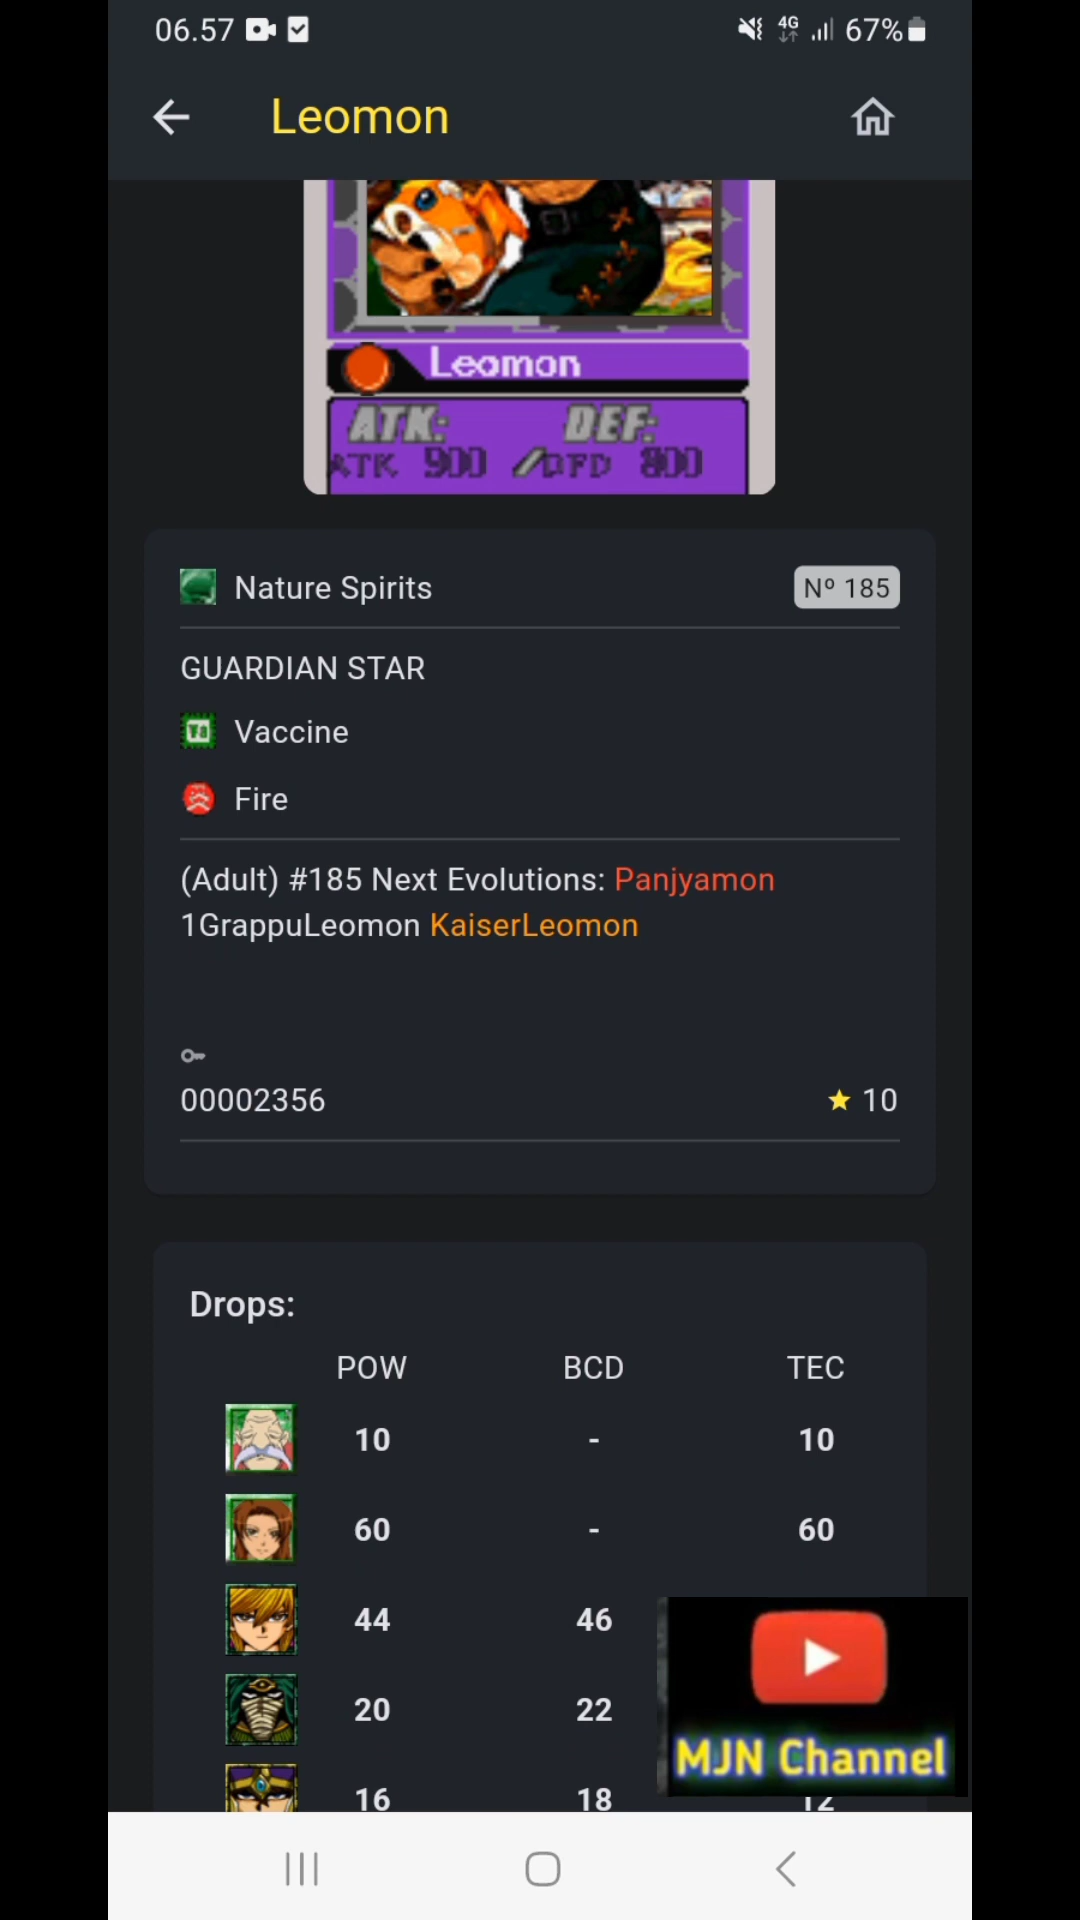 06.57 4G 67%
Leomon
Leomon
ATK: DEF:
ATK 900 / DFD 800
Nature Spirits Nº 185
GUARDIAN STAR
Vaccine
Fire
(Adult) #185 Next Evolutions: Panjyamon
1GrappuLeomon KaiserLeomon
00002356 10
Drops:
POW BCD TEC
10 - 10
60 - 60
44 46
20 22
16 18 12
MJN Channel